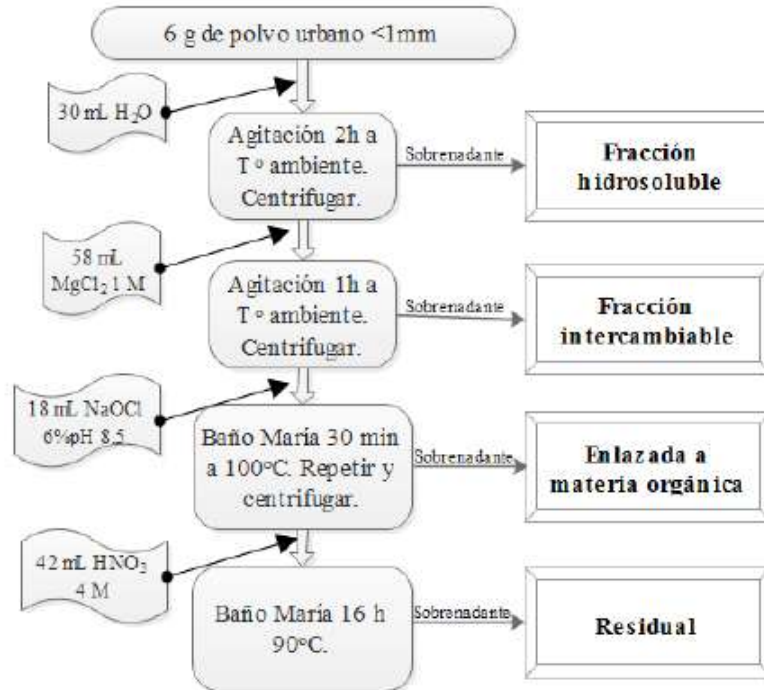 6 g de polvo urbano <1mm
30 mL H₂O
Agitación 2h a
Tº ambiente.
Centrifugar.
Sobrenadante
Fracción
hidrosoluble
58 mL
MgCl₂ 1 M
Agitación 1h a
Tº ambiente.
Centrifugar.
Sobrenadante
Fracción
intercambiable
18 mL NaOCl
6%pH 8.5
Baño María 30 min
a 100ºC. Repetir y
centrifugar.
Sobrenadante
Enlazada a
materia orgánica
42 mL HNO₃
4 M
Baño María 16 h
90ºC.
Sobrenadante
Residual